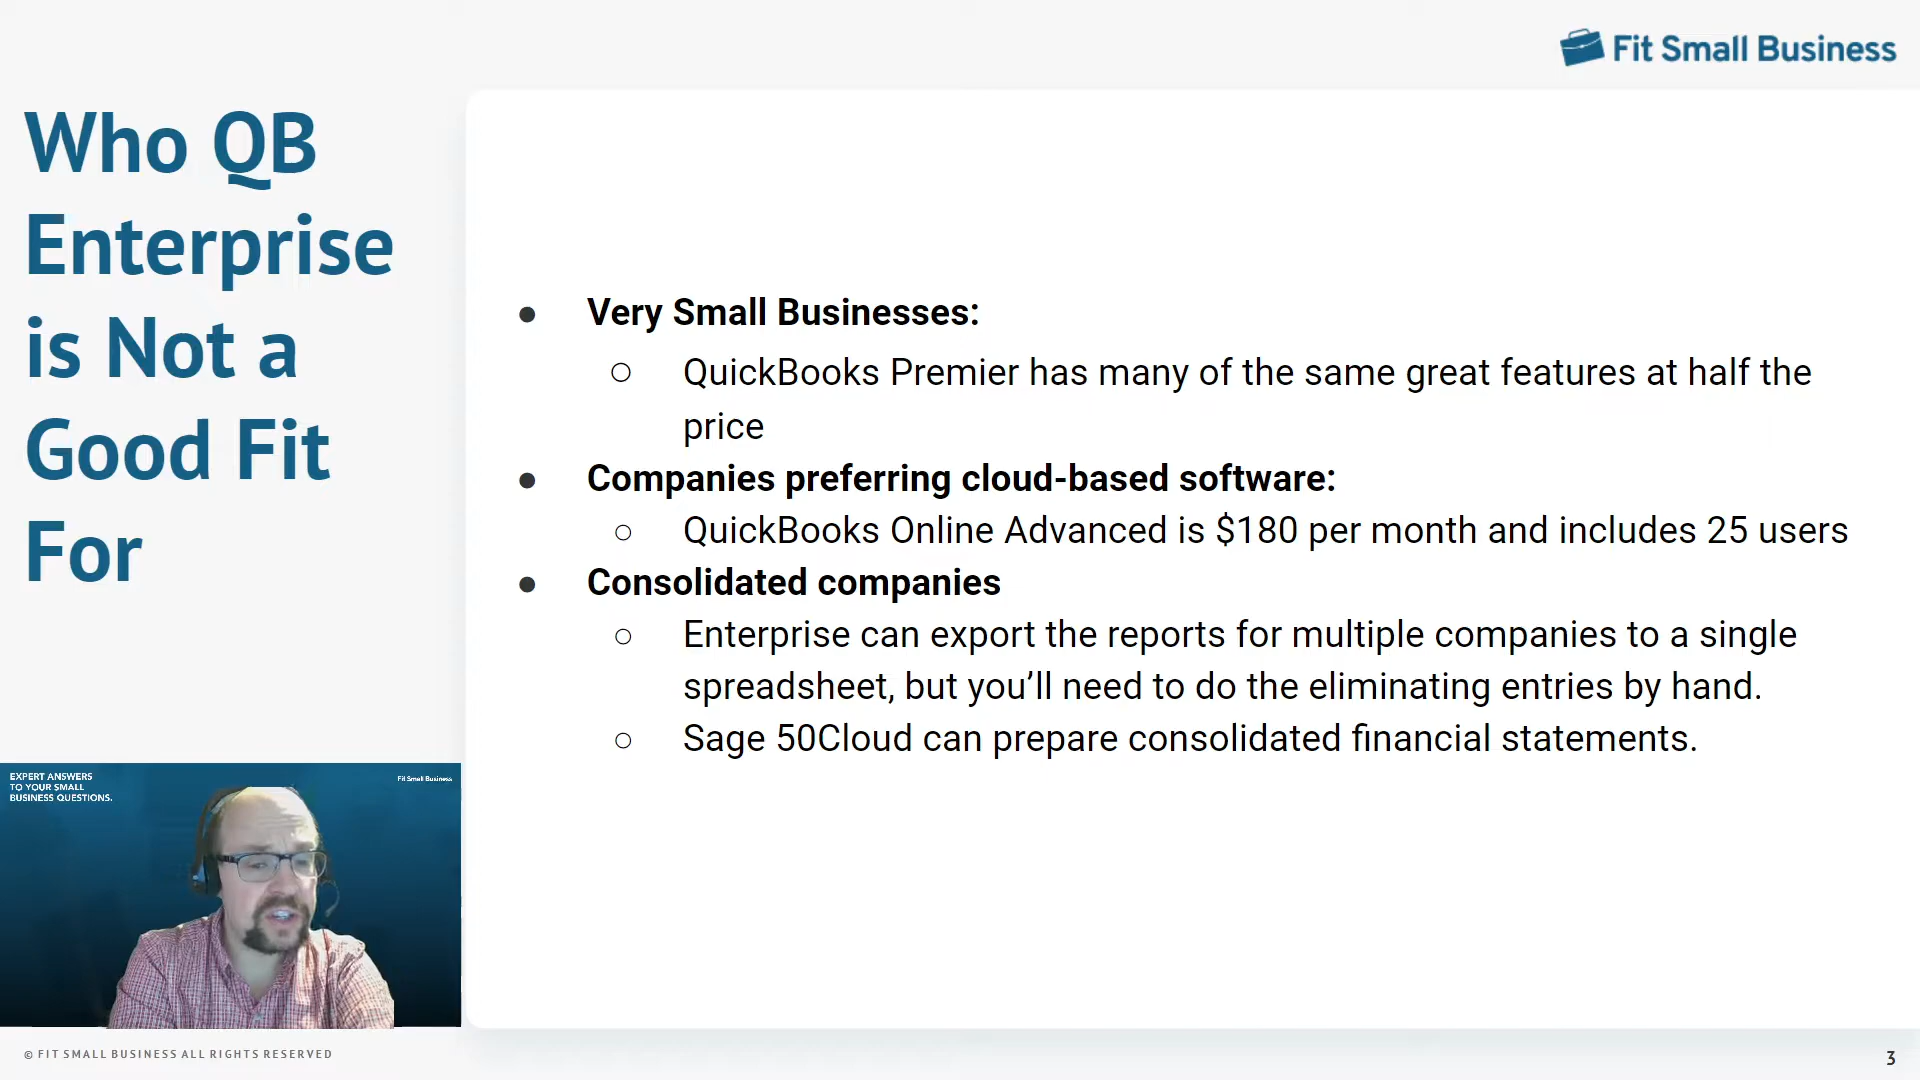 Fit Small Business
Who QB
Enterprise
is Not a
Good Fit
For
● Very Small Businesses:
○ QuickBooks Premier has many of the same great features at half the
price
● Companies preferring cloud-based software:
○ QuickBooks Online Advanced is $180 per month and includes 25 users
● Consolidated companies
○ Enterprise can export the reports for multiple companies to a single
spreadsheet, but you’ll need to do the eliminating entries by hand.
○ Sage 50Cloud can prepare consolidated financial statements.
EXPERT ANSWERS
TO YOUR SMALL
BUSINESS QUESTIONS.
Fit Small Business
© FIT SMALL BUSINESS ALL RIGHTS RESERVED
3